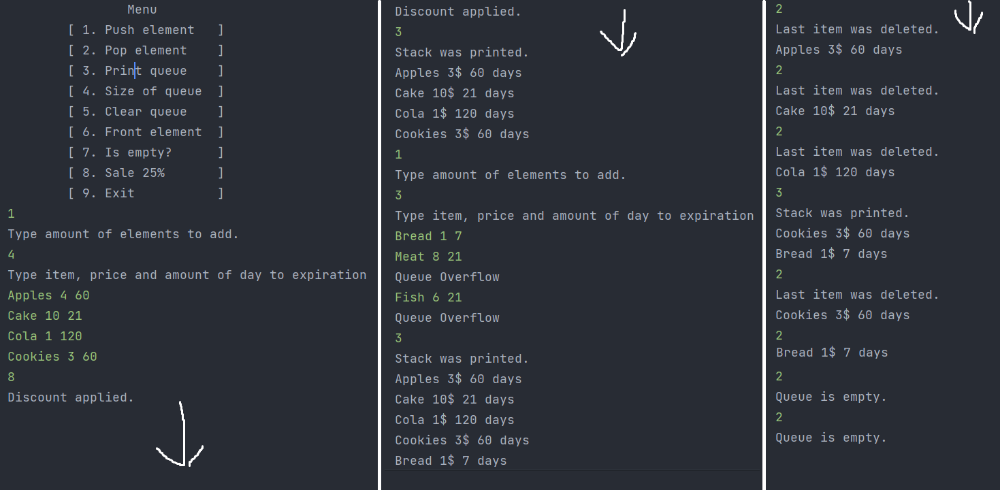 Menu
[ 1. Push element ]
[ 2. Pop element ]
[ 3. Print queue ]
[ 4. Size of queue ]
[ 5. Clear queue ]
[ 6. Front element ]
[ 7. Is empty? ]
[ 8. Sale 25% ]
[ 9. Exit ]
1
Type amount of elements to add.
4
Type item, price and amount of day to expiration
Apples 4 60
Cake 10 21
Cola 1 120
Cookies 3 60
8
Discount applied.
Discount applied.
3
Stack was printed.
Apples 3$ 60 days
Cake 10$ 21 days
Cola 1$ 120 days
Cookies 3$ 60 days
1
Type amount of elements to add.
3
Type item, price and amount of day to expiration
Bread 1 7
Meat 8 21
Queue Overflow
Fish 6 21
Queue Overflow
3
Stack was printed.
Apples 3$ 60 days
Cake 10$ 21 days
Cola 1$ 120 days
Cookies 3$ 60 days
Bread 1$ 7 days
2
Last item was deleted.
Apples 3$ 60 days
2
Last item was deleted.
Cake 10$ 21 days
2
Last item was deleted.
Cola 1$ 120 days
3
Stack was printed.
Cookies 3$ 60 days
Bread 1$ 7 days
2
Last item was deleted.
Cookies 3$ 60 days
2
Bread 1$ 7 days
2
Queue is empty.
2
Queue is empty.